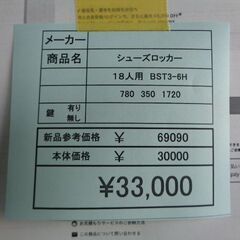 メーカー
商品名 シューズロッカー
18人用 BST3-6H
780 350 1720
鍵 有り 無し
新品参考価格 ¥ 69090
本体価格 ¥ 30000
¥33,000